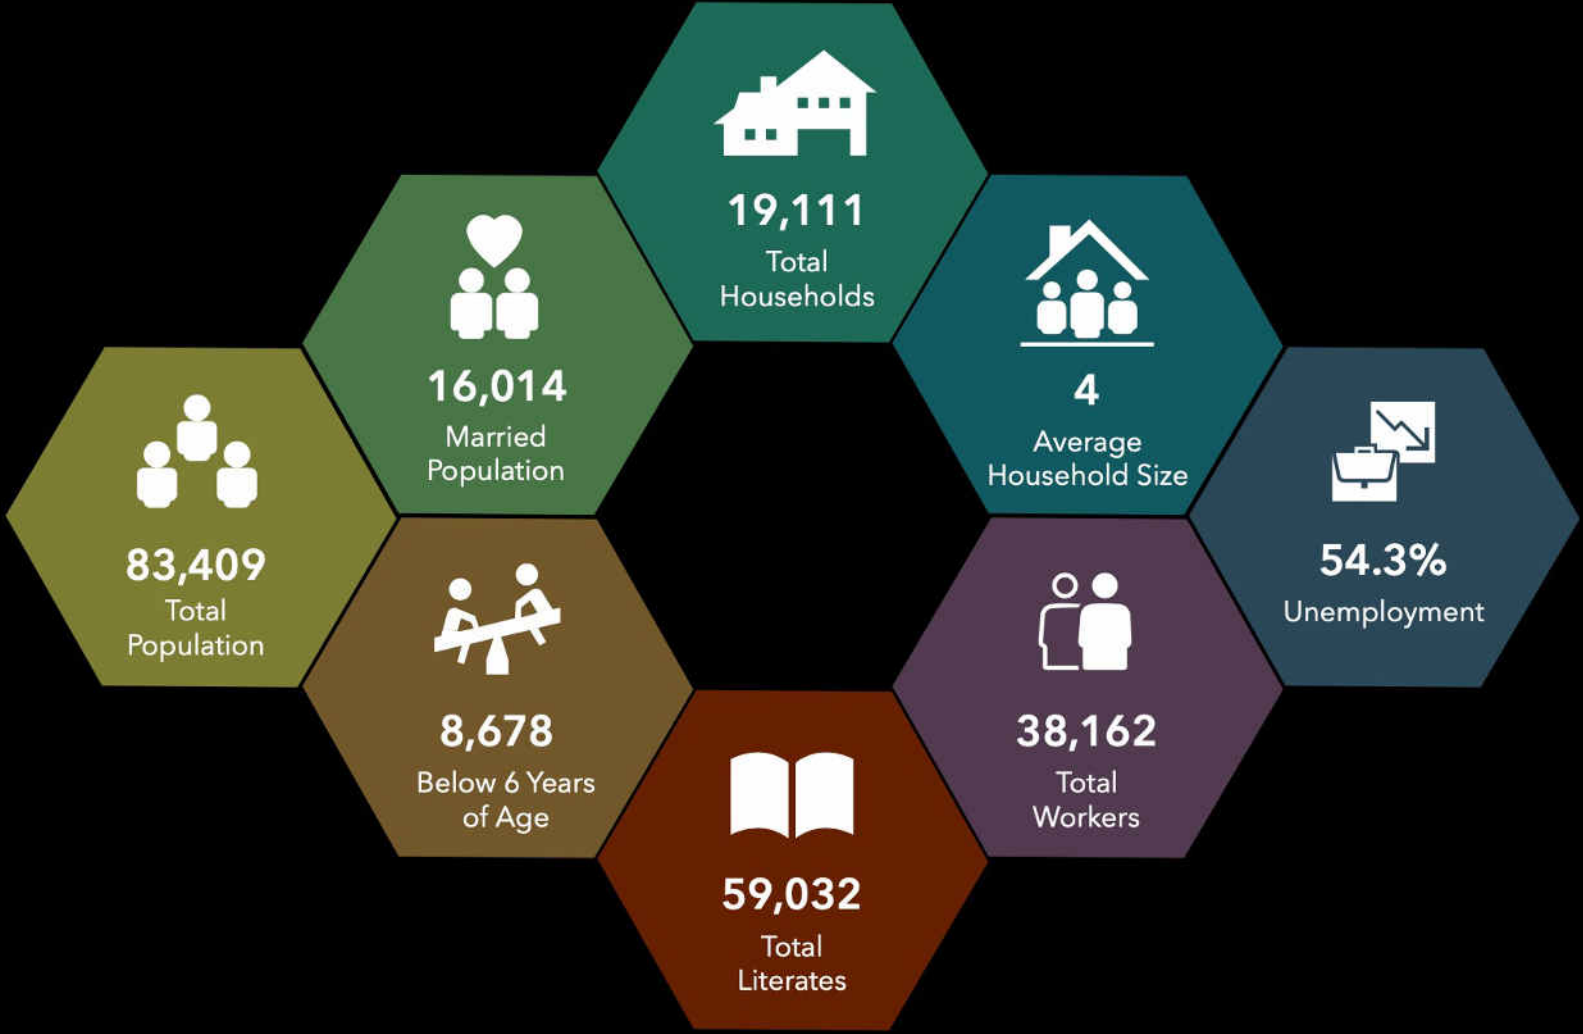 19,111
Total
Households
16,014
Married
Population
4
Average
Household Size
83,409
Total
Population
54.3%
Unemployment
8,678
Below 6 Years
of Age
38,162
Total
Workers
59,032
Total
Literates